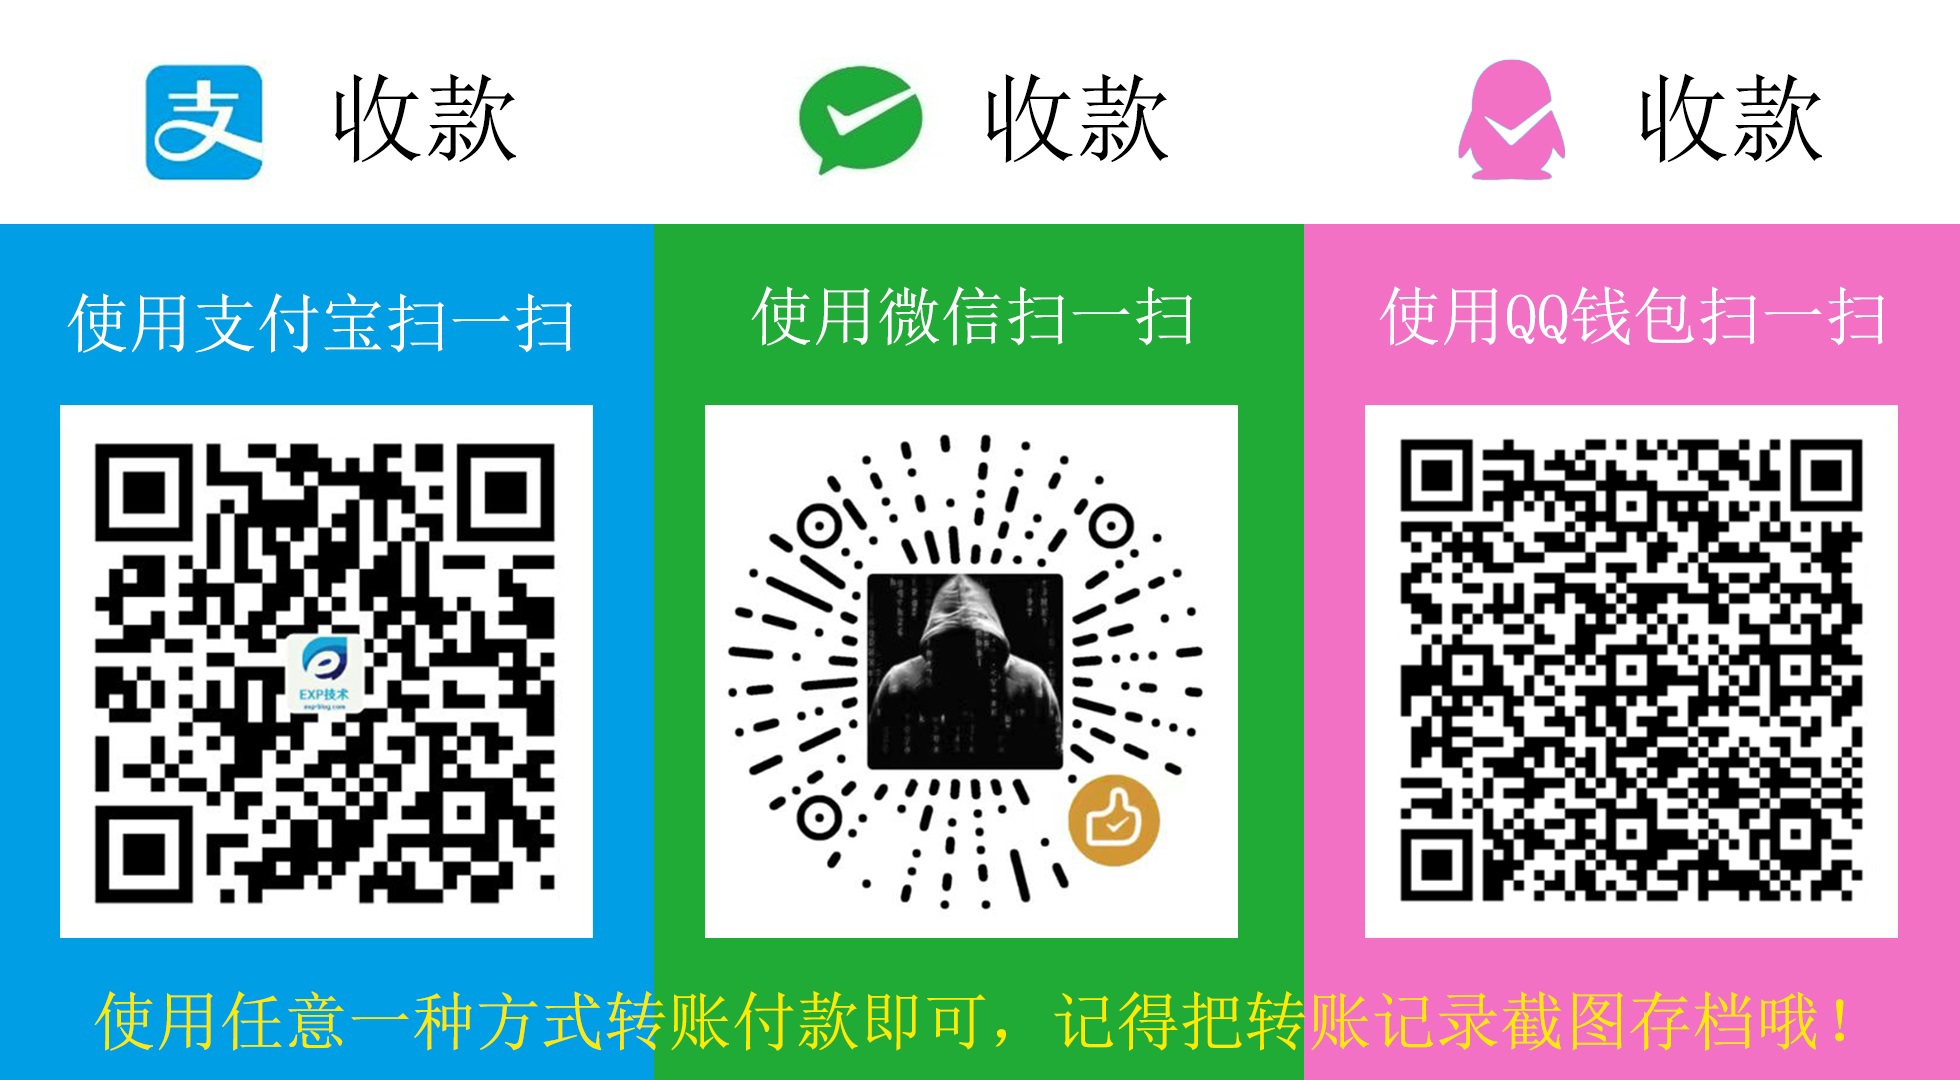 支 收款
收款
收款
使用支付宝扫一扫
使用微信扫一扫
使用QQ钱包扫一扫
EXP技术
exp-blog.com
使用任意一种方式转账付款即可，记得把转账记录截图存档哦！